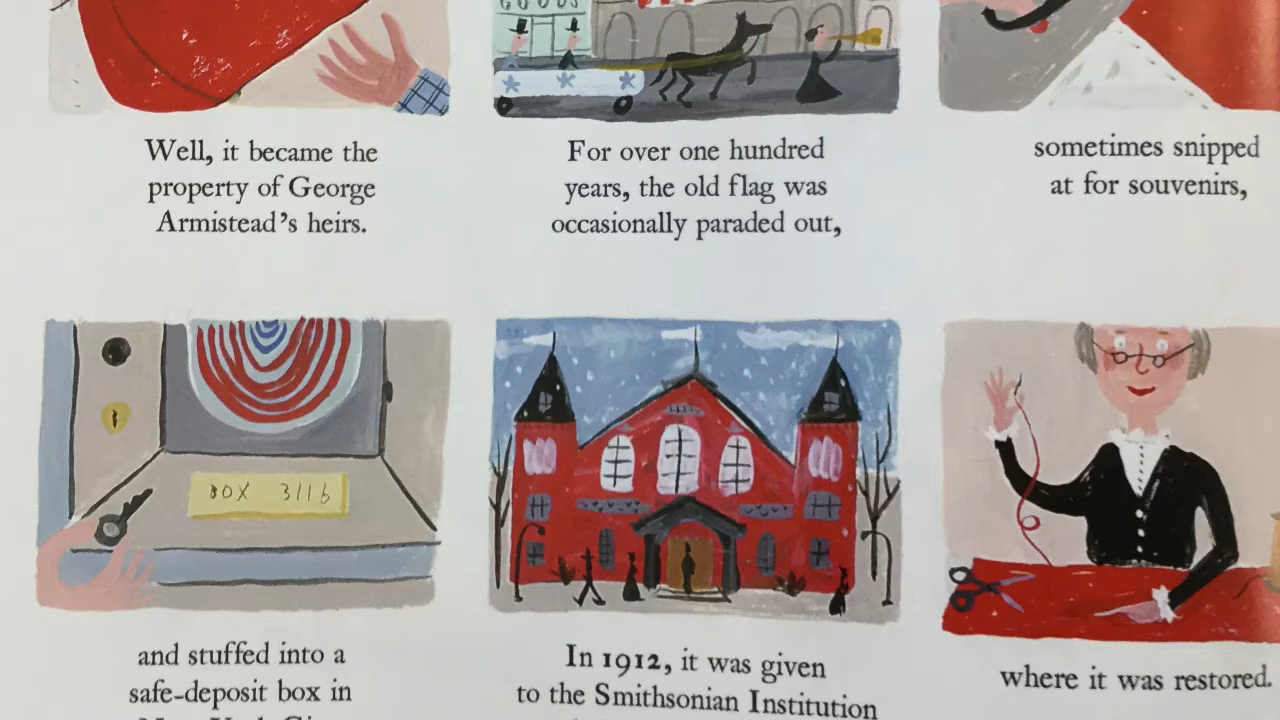 GOODS
Well, it became the
property of George
Armistead's heirs.
For over one hundred
years, the old flag was
occasionally paraded out,
sometimes snipped
at for souvenirs,
BOX 3116
and stuffed into a
safe-deposit box in
In 1912, it was given
to the Smithsonian Institution
where it was restored.